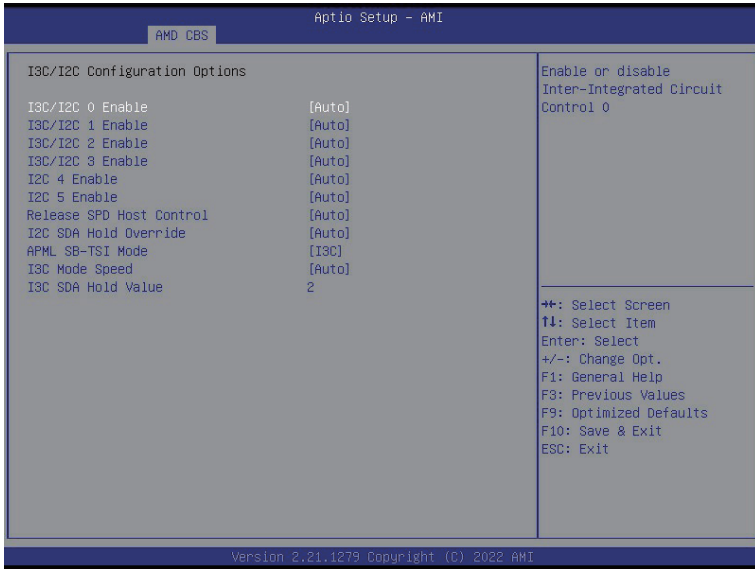 Aptio Setup - AMI
AMD CBS
I3C/I2C Configuration Options
I3C/I2C 0 Enable [Auto]
I3C/I2C 1 Enable [Auto]
I3C/I2C 2 Enable [Auto]
I3C/I2C 3 Enable [Auto]
I2C 4 Enable [Auto]
I2C 5 Enable [Auto]
Release SPD Host Control [Auto]
I2C SDA Hold Override [Auto]
APML SB-TSI Mode [I3C]
I3C Mode Speed [Auto]
I3C SDA Hold Value 2
Enable or disable
Inter-Integrated Circuit
Control 0
→←: Select Screen
↑↓: Select Item
Enter: Select
+/-: Change Opt.
F1: General Help
F3: Previous Values
F9: Optimized Defaults
F10: Save & Exit
ESC: Exit
Version 2.21.1279 Copyright (C) 2022 AMI